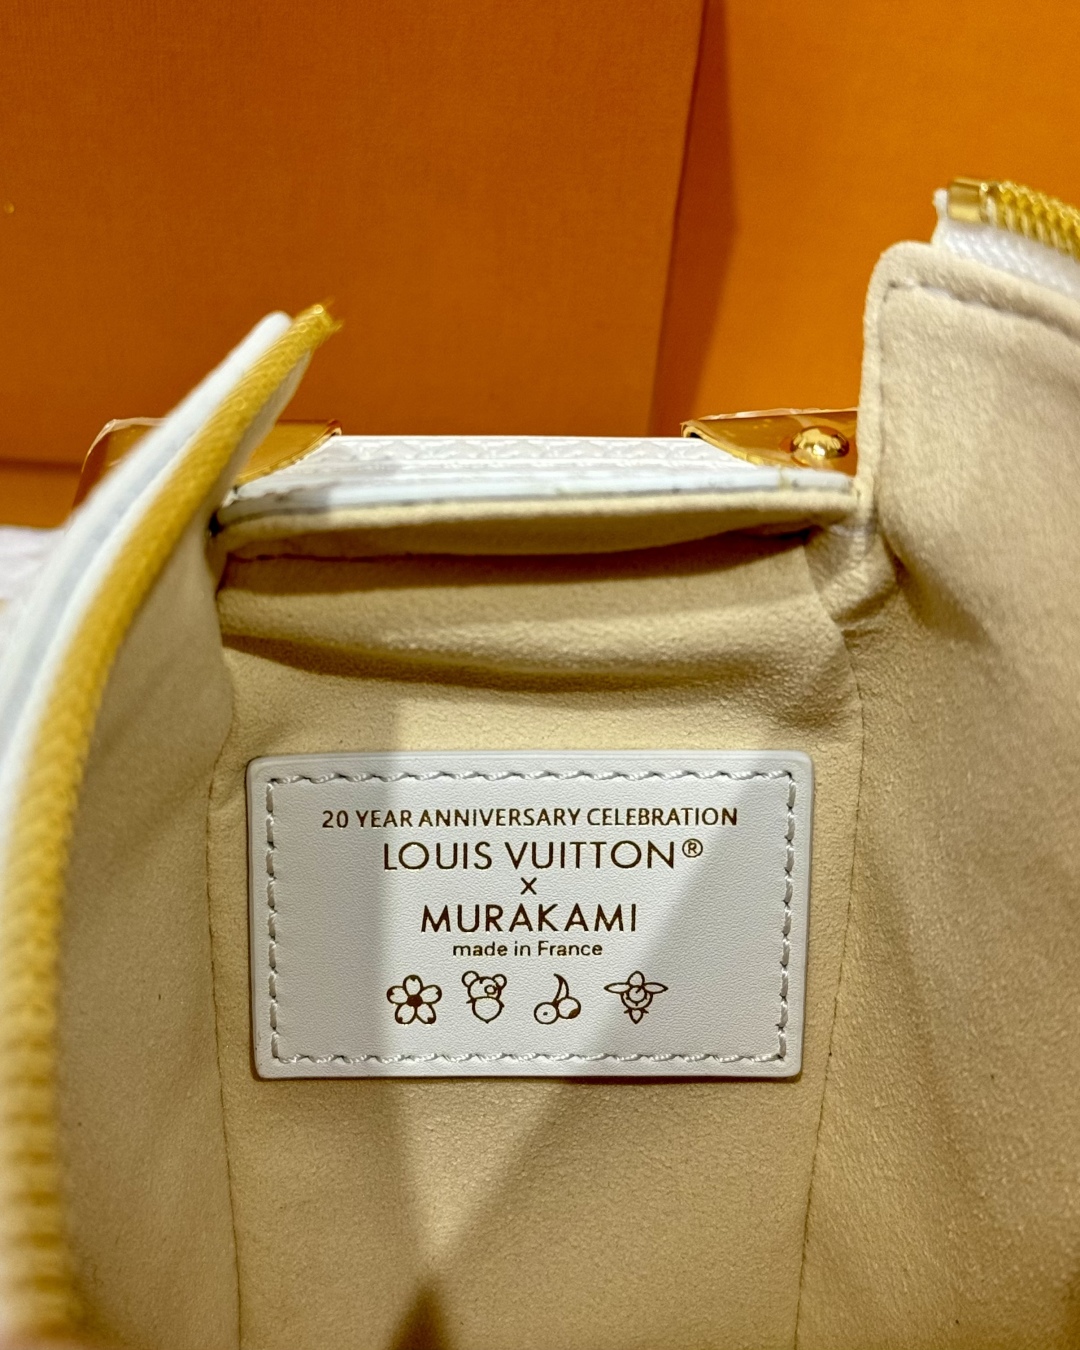 20 YEAR ANNIVERSARY CELEBRATION
LOUIS VUITTON®
X
MURAKAMI
made in France